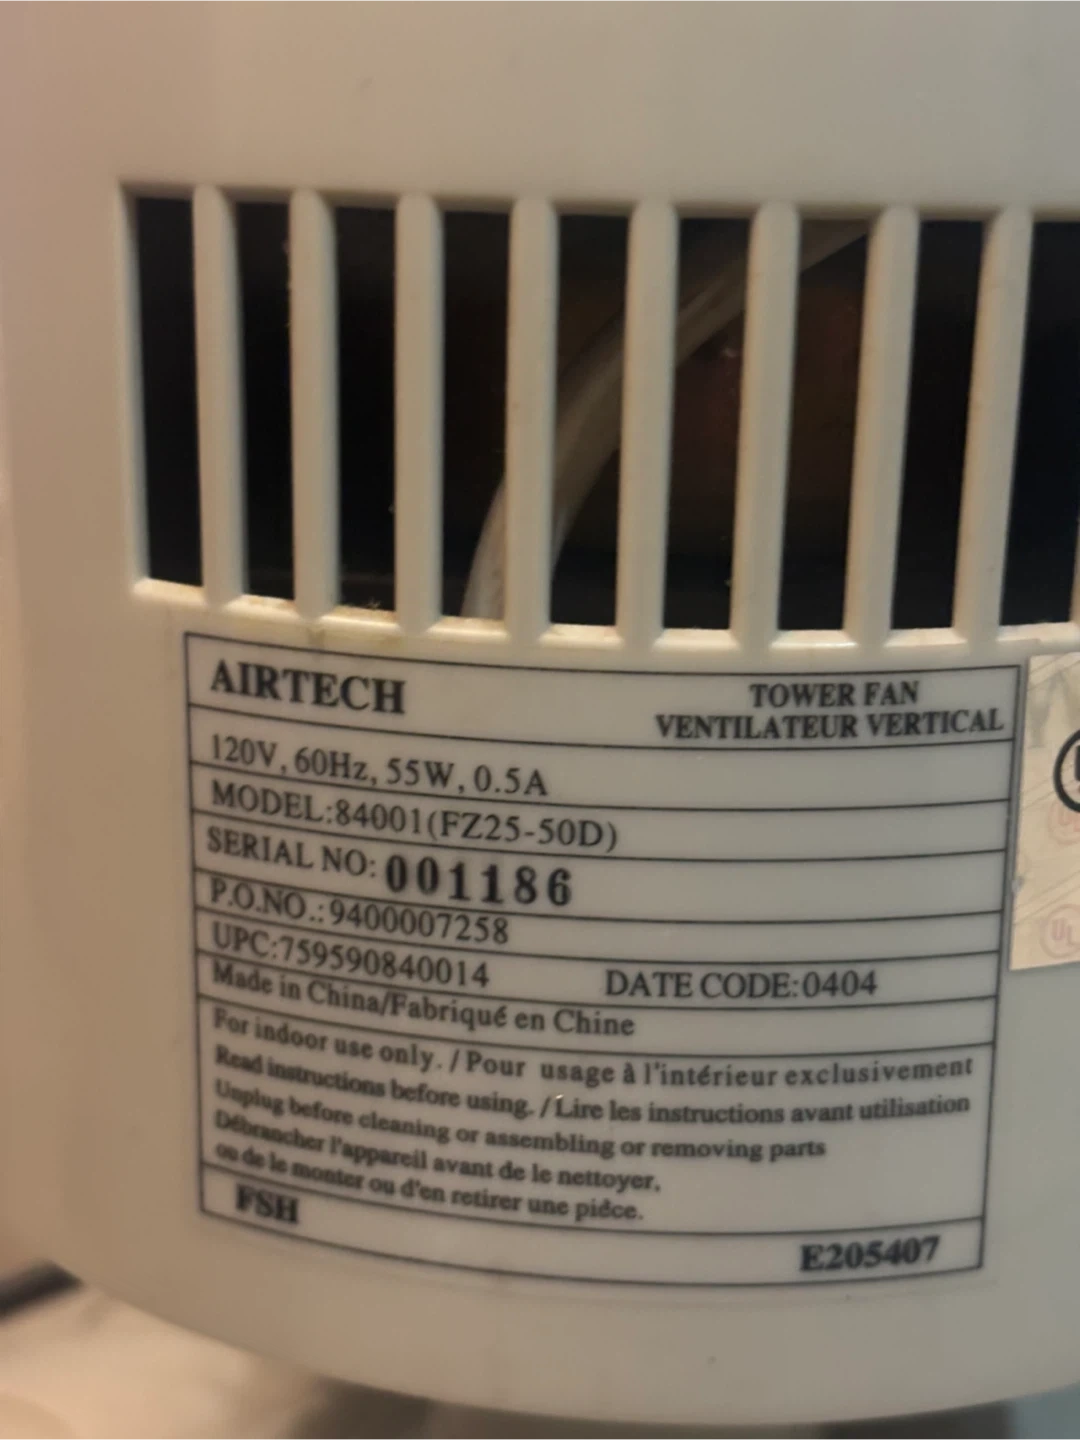 AIRTECH
TOWER FAN
VENTILATEUR VERTICAL
120V, 60Hz, 55W, 0.5A
MODEL:84001(FZ25-50D)
SERIAL NO: 001186
P.O.NO.:9400007258
UPC:759590840014 DATE CODE:0404
Made in China/Fabriqué en Chine
For indoor use only. / Pour usage à l'intérieur exclusivement
Read instructions before using. / Lire les instructions avant utilisation
Unplug before cleaning or assembling or removing parts
Débrancher l'appareil avant de le nettoyer,
ou de le monter ou d'en retirer une pidce.
FSH
E205407
UL